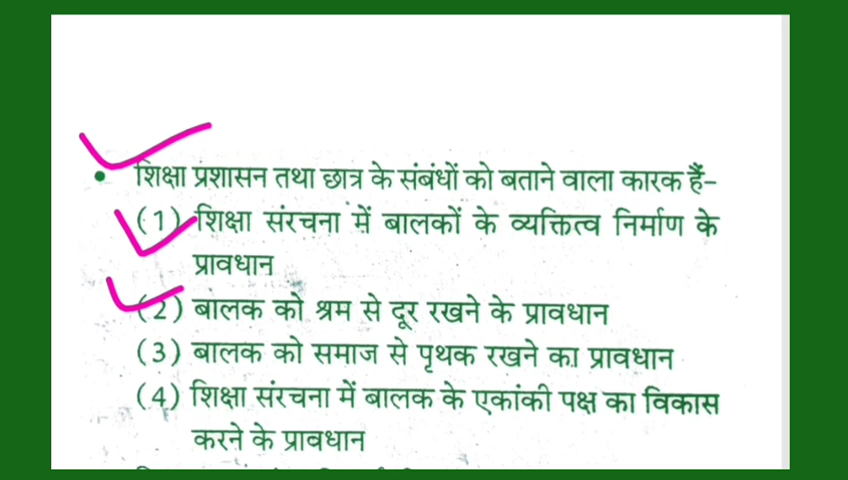 • शिक्षा प्रशासन तथा छात्र के संबंधों को बताने वाला कारक हैं–
(1) शिक्षा संरचना में बालकों के व्यक्तित्व निर्माण के
प्रावधान
(2) बालक को श्रम से दूर रखने के प्रावधान
(3) बालक को समाज से पृथक रखने का प्रावधान
(4) शिक्षा संरचना में बालक के एकांकी पक्ष का विकास
करने के प्रावधान